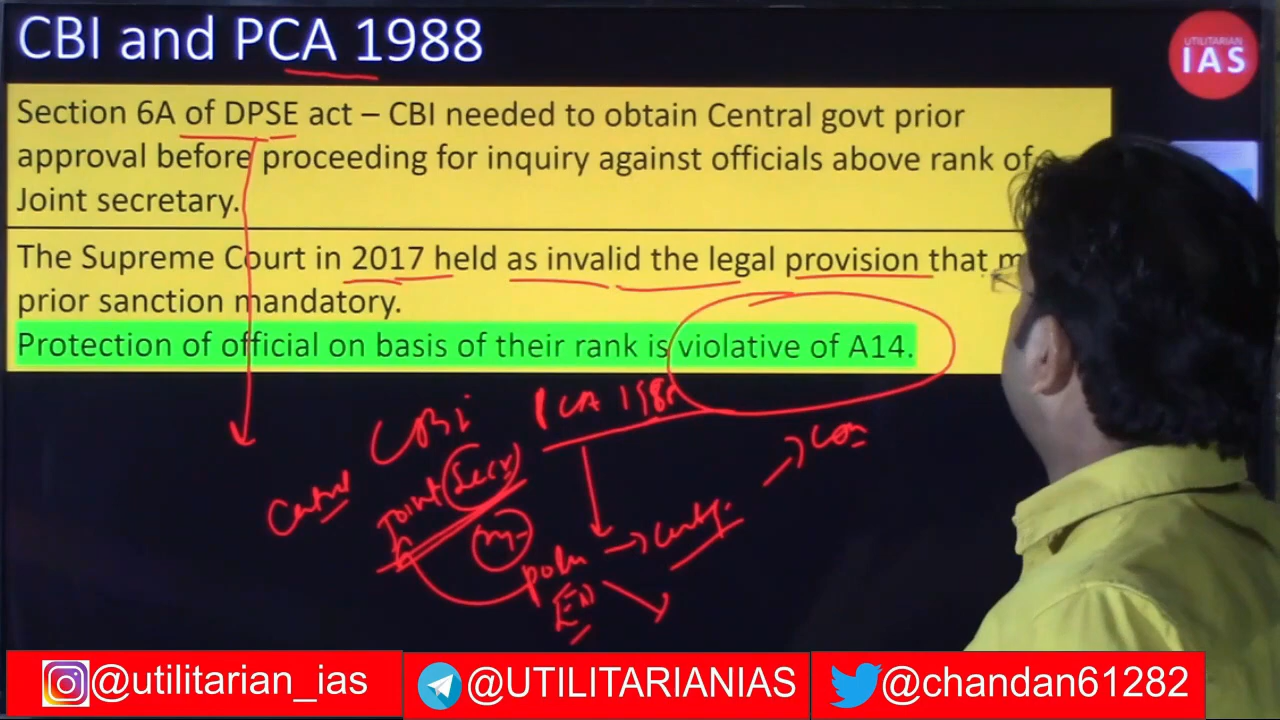 CBI and PCA 1988
UTILITARIAN
IAS
Section 6A of DPSE act – CBI needed to obtain Central govt prior
approval before proceeding for inquiry against officials above rank of
Joint secretary.
The Supreme Court in 2017 held as invalid the legal provision that m
prior sanction mandatory.
Protection of official on basis of their rank is violative of A14.
CBI
PCA 1988
Central
Joint Secy
@utilitarian_ias
@UTILITARIANIAS
@chandan61282